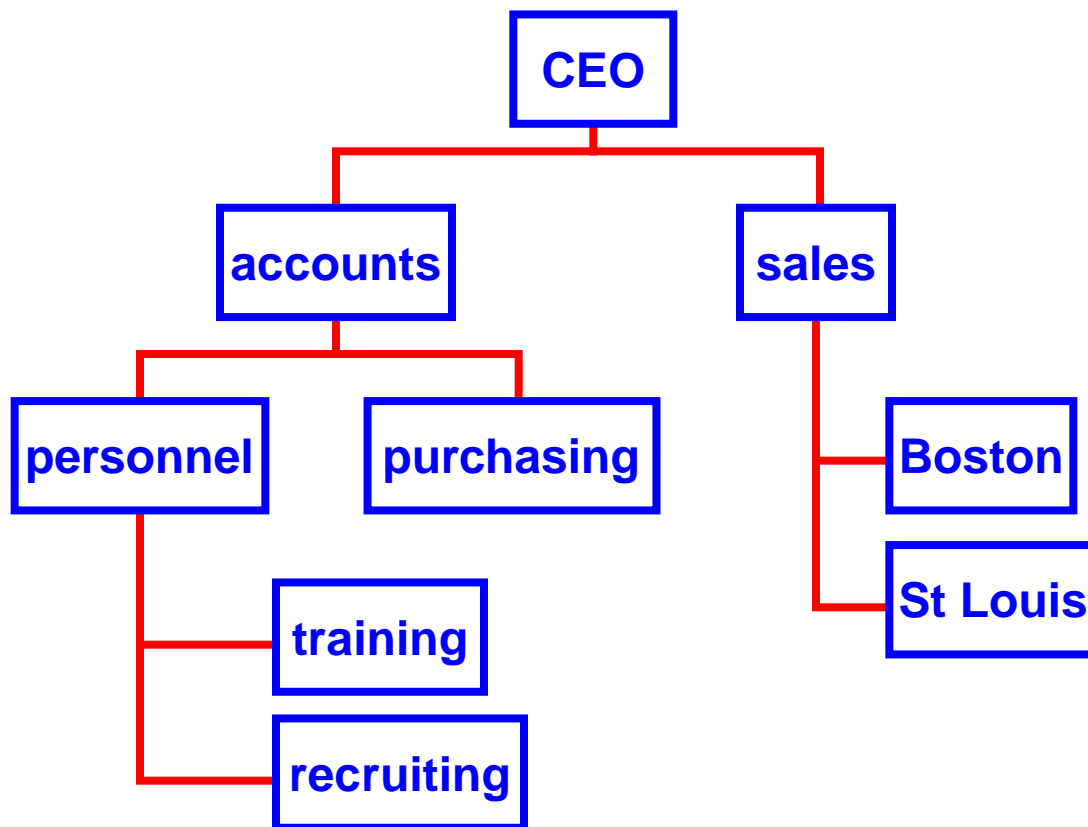 CEO
accounts
sales
personnel
purchasing
Boston
St Louis
training
recruiting